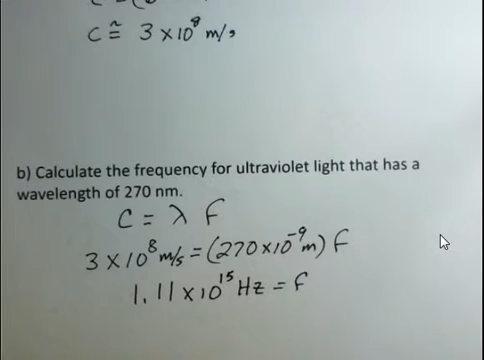 C ≅ 3 x 10⁸ m/s
b) Calculate the frequency for ultraviolet light that has a
wavelength of 270 nm.
C = λ F
3 x 10⁸ m/s = (270 x 10⁻⁹ m) F
1.11 x 10¹⁵ Hz = F